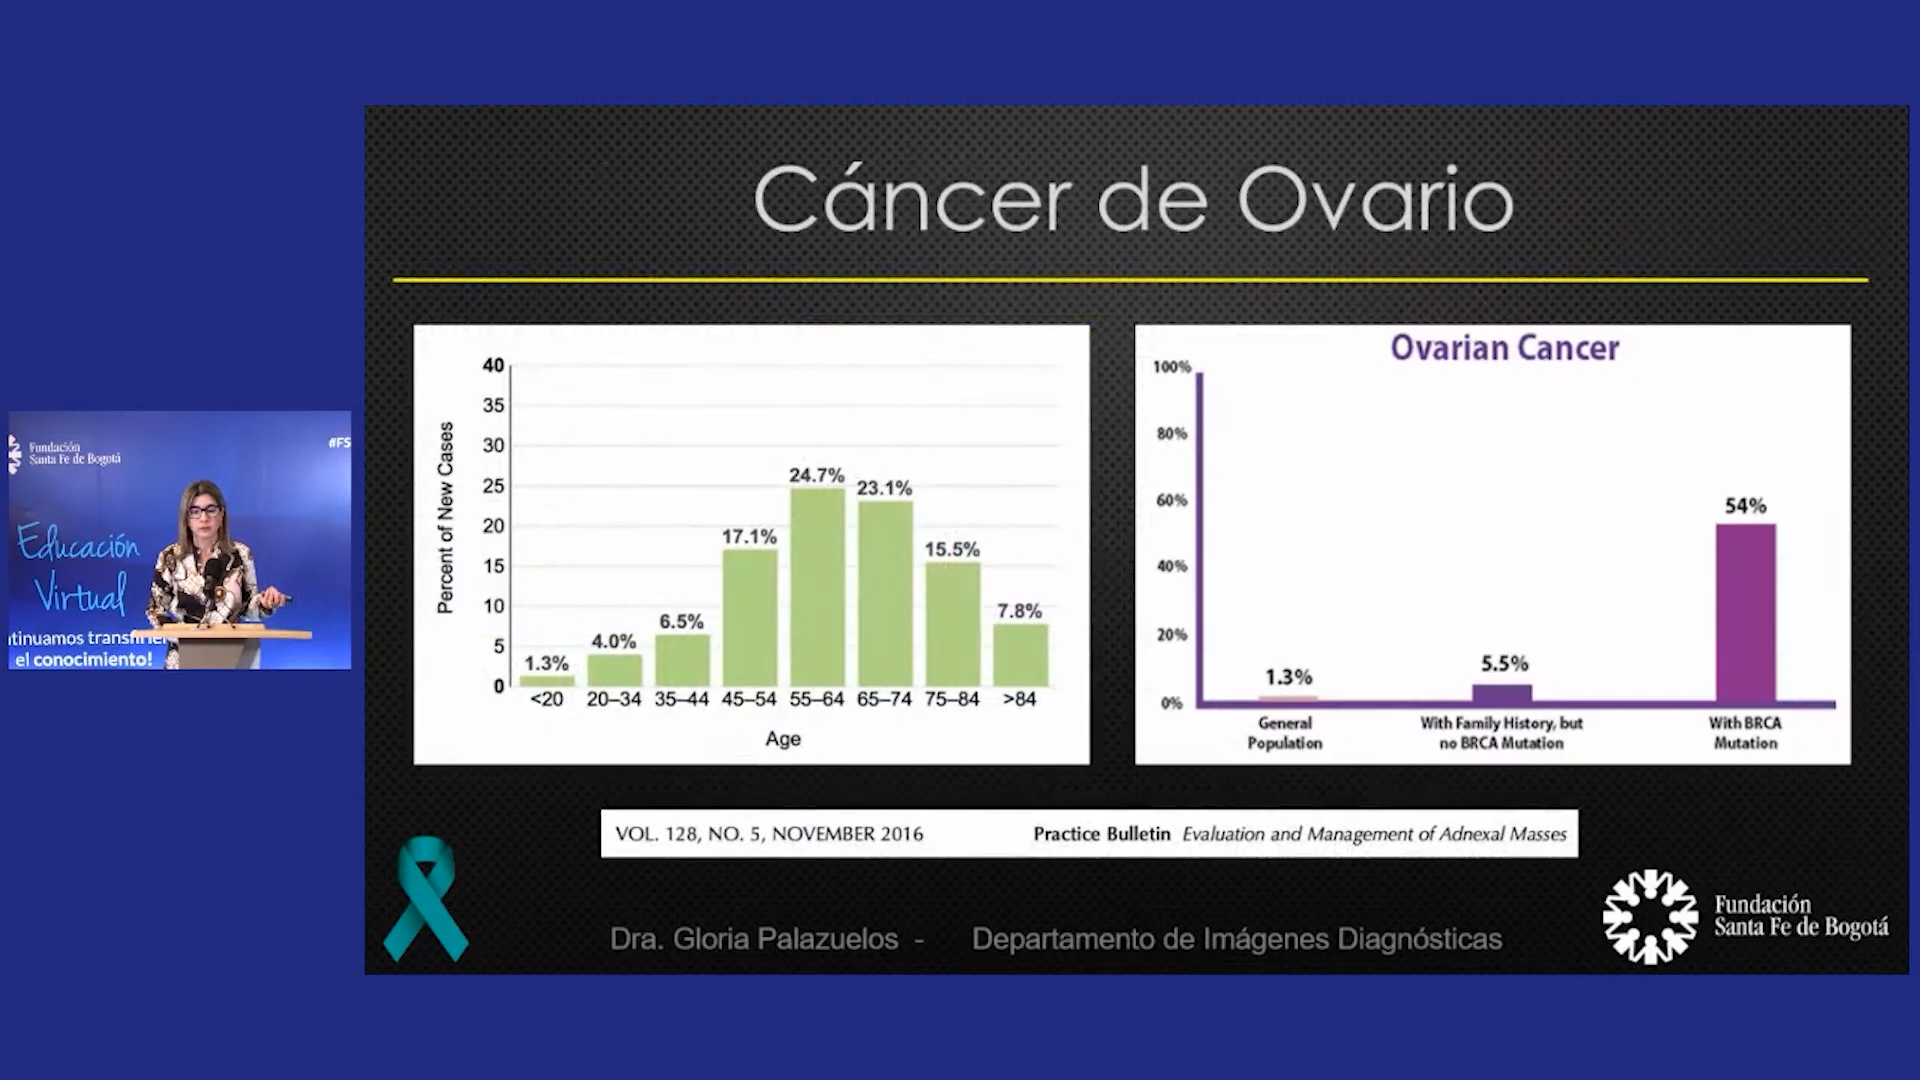 Cáncer de Ovario
40
35
30
25
20
15
10
5
0
Percent of New Cases
1.3%
4.0%
6.5%
17.1%
24.7%
23.1%
15.5%
7.8%
<20 20–34 35–44 45–54 55–64 65–74 75–84 >84
Age
Ovarian Cancer
100%
80%
60%
40%
20%
0%
1.3%
5.5%
54%
General
Population
With Family History, but
no BRCA Mutation
With BRCA
Mutation
VOL. 128, NO. 5, NOVEMBER 2016 Practice Bulletin Evaluation and Management of Adnexal Masses
Dra. Gloria Palazuelos - Departamento de Imágenes Diagnósticas
Fundación
Santa Fe de Bogotá
Fundación
Santa Fe de Bogotá
#FS
Educación
Virtual
el conocimiento!